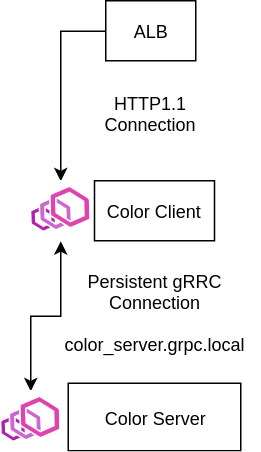 ALB
HTTP1.1
Connection
Color Client
Persistent gRRC
Connection
color_server.grpc.local
Color Server